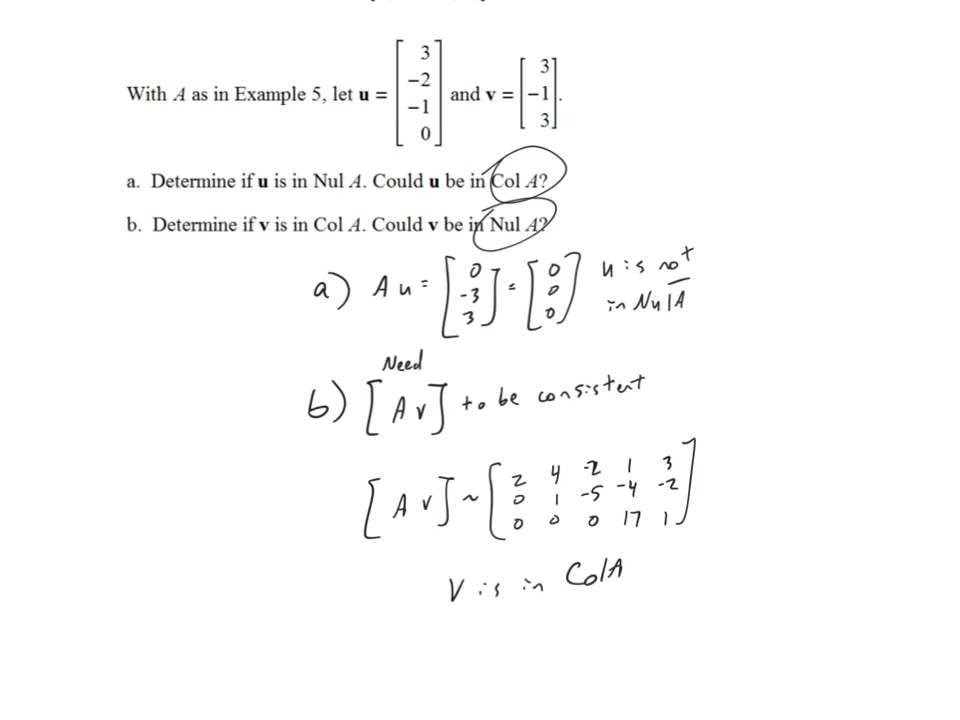 With A as in Example 5, let u = [3 -2 -1 0] and v = [3 -1 3].
a. Determine if u is in Nul A. Could u be in Col A?
b. Determine if v is in Col A. Could v be in Nul A?
a) Au = [0 -3 3] = [0 0 0] u is not in Nul A
Need
b) [A v] to be consistent
[A v] ~ [2 4 -2 1 3
0 1 -5 -4 -2
0 0 0 17 1]
V is in Col A